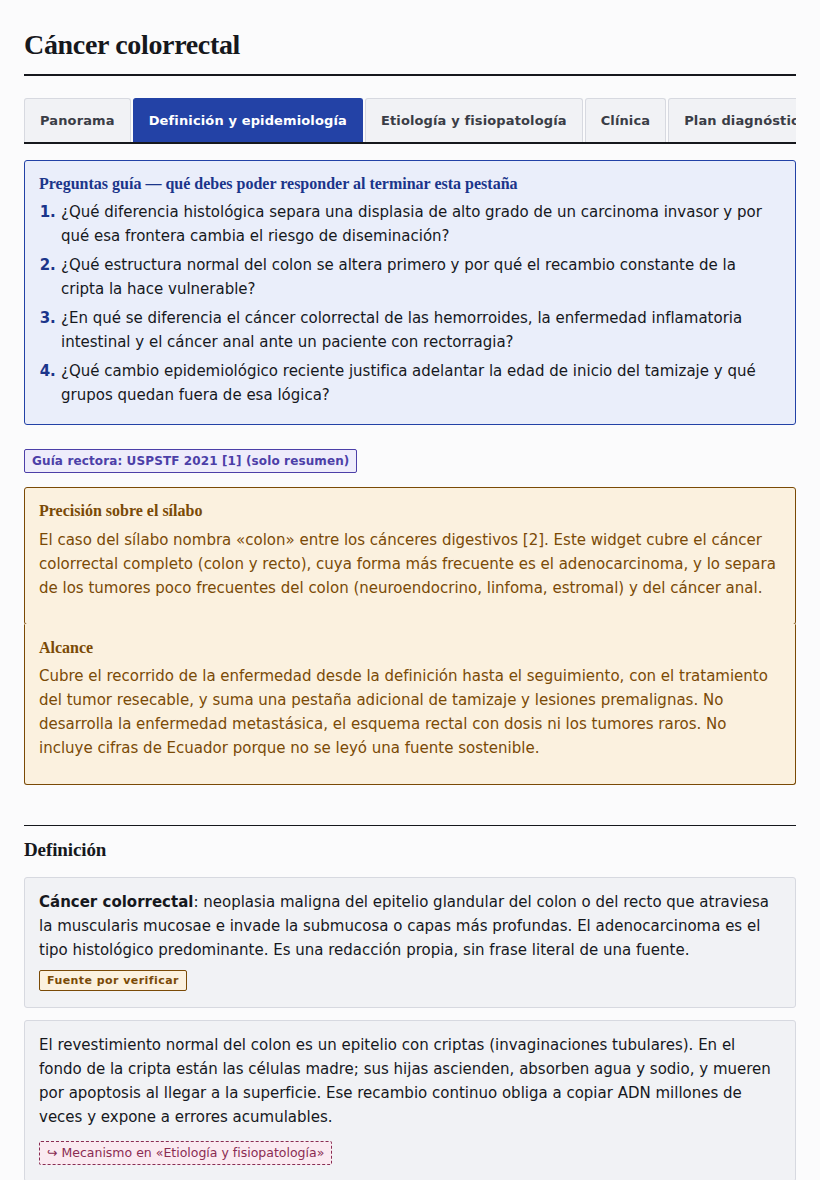 Cáncer colorrectal
Panorama
Definición y epidemiología
Etiología y fisiopatología
Clínica
Plan diagnóstic
Preguntas guía — qué debes poder responder al terminar esta pestaña
1. ¿Qué diferencia histológica separa una displasia de alto grado de un carcinoma invasor y por
qué esa frontera cambia el riesgo de diseminación?
2. ¿Qué estructura normal del colon se altera primero y por qué el recambio constante de la
cripta la hace vulnerable?
3. ¿En qué se diferencia el cáncer colorrectal de las hemorroides, la enfermedad inflamatoria
intestinal y el cáncer anal ante un paciente con rectorragia?
4. ¿Qué cambio epidemiológico reciente justifica adelantar la edad de inicio del tamizaje y qué
grupos quedan fuera de esa lógica?
Guía rectora: USPSTF 2021 [1] (solo resumen)
Precisión sobre el sílabo
El caso del sílabo nombra «colon» entre los cánceres digestivos [2]. Este widget cubre el cáncer
colorrectal completo (colon y recto), cuya forma más frecuente es el adenocarcinoma, y lo separa
de los tumores poco frecuentes del colon (neuroendocrino, linfoma, estromal) y del cáncer anal.
Alcance
Cubre el recorrido de la enfermedad desde la definición hasta el seguimiento, con el tratamiento
del tumor resecable, y suma una pestaña adicional de tamizaje y lesiones premalignas. No
desarrolla la enfermedad metastásica, el esquema rectal con dosis ni los tumores raros. No
incluye cifras de Ecuador porque no se leyó una fuente sostenible.
Definición
Cáncer colorrectal: neoplasia maligna del epitelio glandular del colon o del recto que atraviesa
la muscularis mucosae e invade la submucosa o capas más profundas. El adenocarcinoma es el
tipo histológico predominante. Es una redacción propia, sin frase literal de una fuente.
Fuente por verificar
El revestimiento normal del colon es un epitelio con criptas (invaginaciones tubulares). En el
fondo de la cripta están las células madre; sus hijas ascienden, absorben agua y sodio, y mueren
por apoptosis al llegar a la superficie. Ese recambio continuo obliga a copiar ADN millones de
veces y expone a errores acumulables.
↪ Mecanismo en «Etiología y fisiopatología»